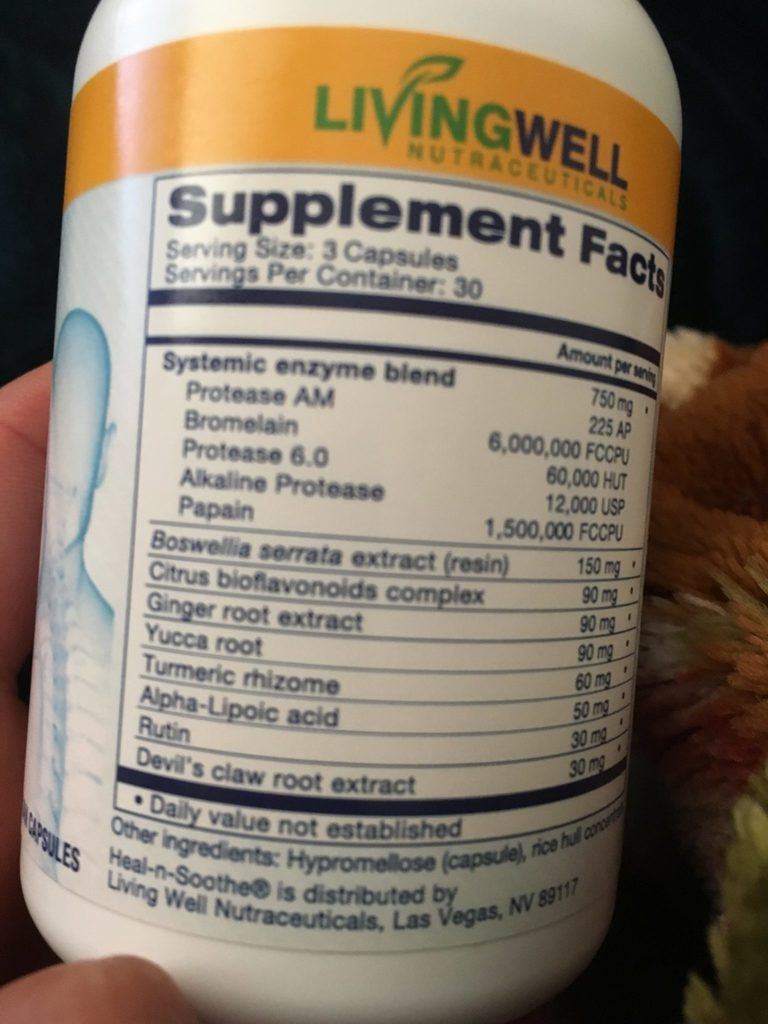 LIVINGWELL
NUTRACEUTICALS
Supplement Facts
Serving Size: 3 Capsules
Servings Per Container: 30
Amount per serving
Systemic enzyme blend 750 mg •
Protease AM 225 AP
Bromelain 6,000,000 FCCPU
Protease 6.0 60,000 HUT
Alkaline Protease 12,000 USP
Papain 1,500,000 FCCPU
Boswellia serrata extract (resin) 150 mg •
Citrus bioflavonoids complex 90 mg •
Ginger root extract 90 mg •
Yucca root 90 mg •
Turmeric rhizome 60 mg •
Alpha-Lipoic acid 50 mg •
Rutin 30 mg •
Devil's claw root extract 30 mg •
• Daily value not established
Other ingredients: Hypromellose (capsule), rice hull
Heal-n-Soothe® is distributed by
Living Well Nutraceuticals, Las Vegas, NV 89117
CAPSULES